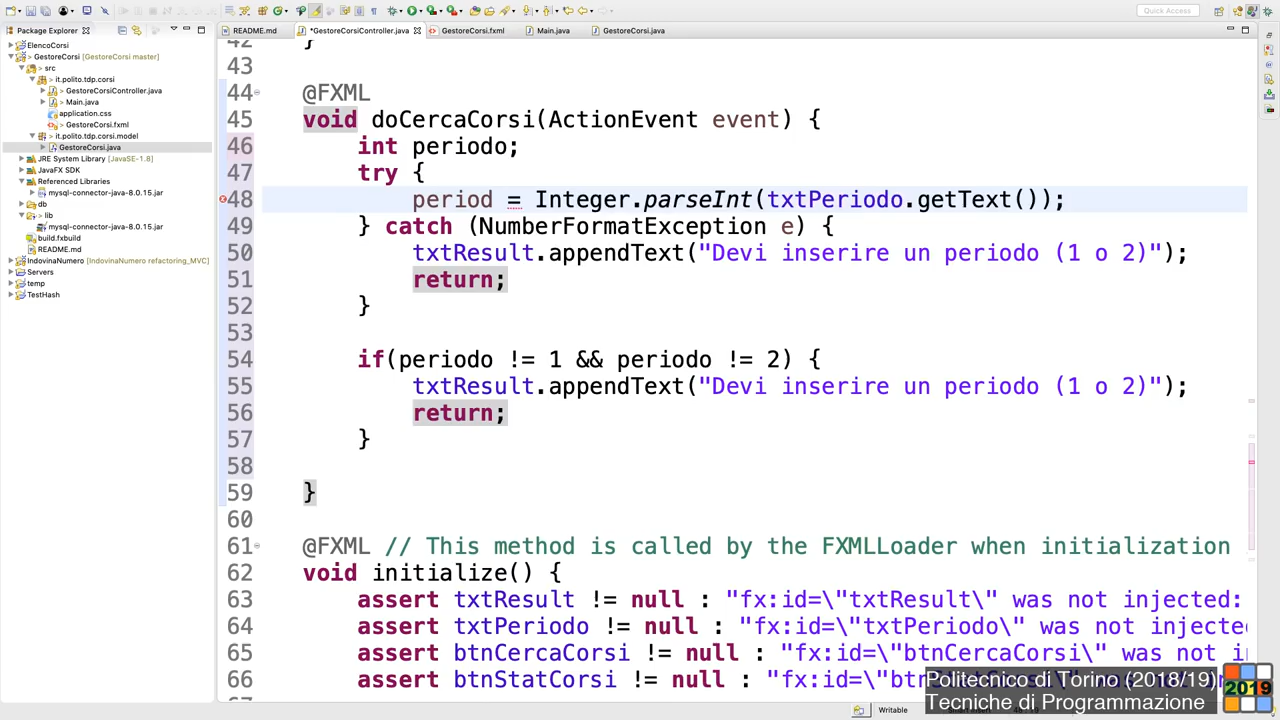 Quick Access
Package Explorer
README.md
*GestoreCorsiController.java
GestoreCorsi.fxml
Main.java
GestoreCorsi.java
ElencoCorsi
> GestoreCorsi [GestoreCorsi master]
> src
> it.polito.tdp.corsi
> GestoreCorsiController.java
> Main.java
application.css
> GestoreCorsi.fxml
> it.polito.tdp.corsi.model
> GestoreCorsi.java
JRE System Library [JavaSE-1.8]
JavaFX SDK
Referenced Libraries
mysql-connector-java-8.0.15.jar
db
> lib
mysql-connector-java-8.0.15.jar
build.fxbuild
README.md
IndovinaNumero [IndovinaNumero refactoring_MVC]
Servers
temp
TestHash
42 }
43
44 @FXML
45 void doCercaCorsi(ActionEvent event) {
46 int periodo;
47 try {
48 period = Integer.parseInt(txtPeriodo.getText());
49 } catch (NumberFormatException e) {
50 txtResult.appendText("Devi inserire un periodo (1 o 2)");
51 return;
52 }
53
54 if(periodo != 1 && periodo != 2) {
55 txtResult.appendText("Devi inserire un periodo (1 o 2)");
56 return;
57 }
58
59 }
60
61 @FXML // This method is called by the FXMLLoader when initialization
62 void initialize() {
63 assert txtResult != null : "fx:id=\"txtResult\" was not injected:
64 assert txtPeriodo != null : "fx:id=\"txtPeriodo\" was not injecte
65 assert btnCercaCorsi != null : "fx:id=\"btnCercaCorsi\" was not i
66 assert btnStatCorsi != null : "fx:id=\"bt
Politecnico di Torino (2018/19)
Tecniche di Programmazione
2019
Writable